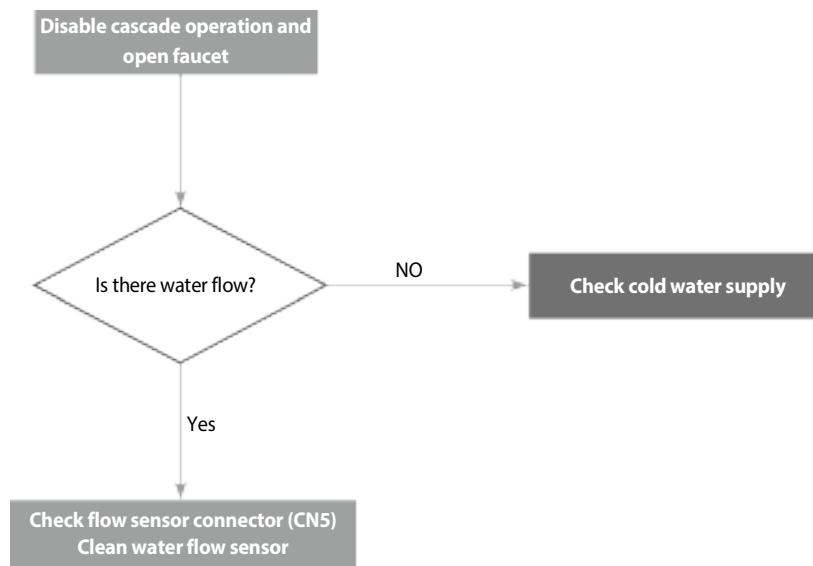 Disable cascade operation and
open faucet
Is there water flow?
NO
Check cold water supply
Yes
Check flow sensor connector (CN5)
Clean water flow sensor